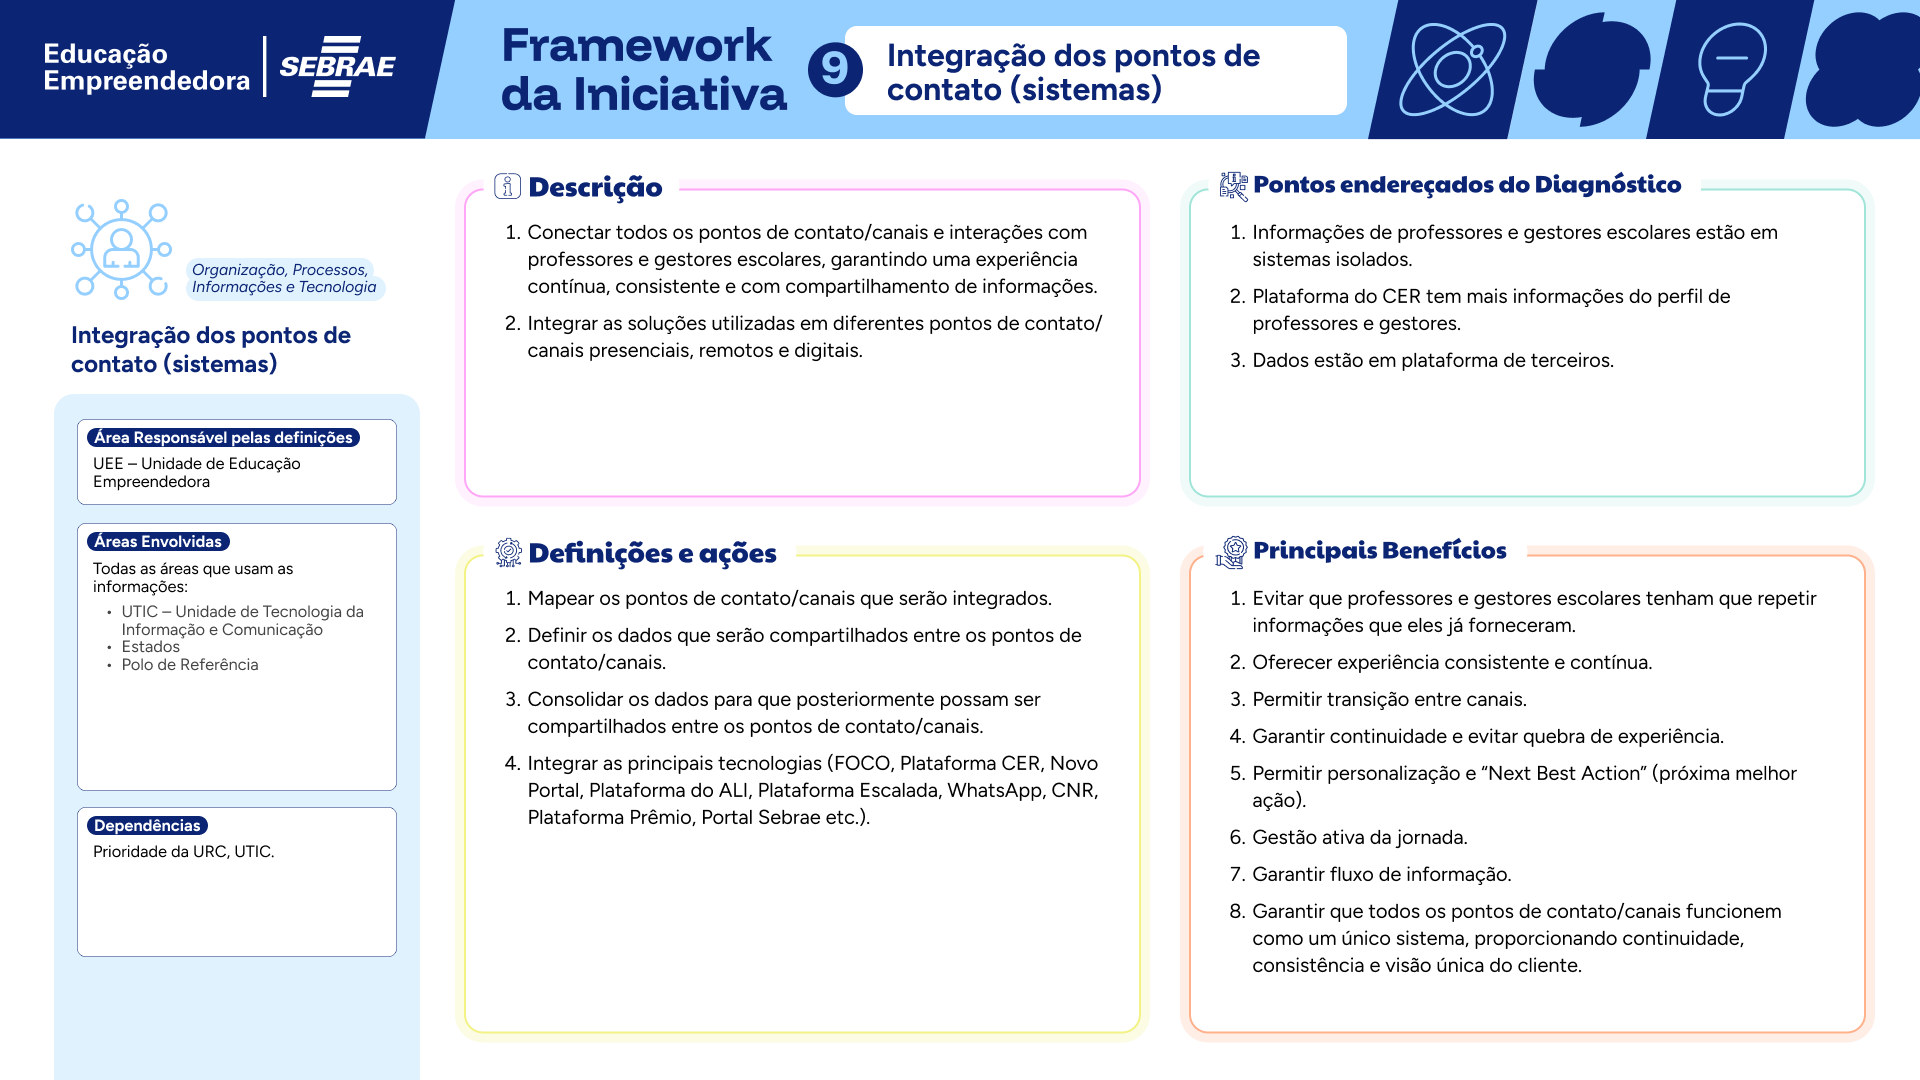 Educação
Empreendedora
SEBRAE
Framework
da Iniciativa
9
Integração dos pontos de
contato (sistemas)
Organização, Processos,
Informações e Tecnologia
Integração dos pontos de
contato (sistemas)
Área Responsável pelas definições
UEE – Unidade de Educação
Empreendedora
Áreas Envolvidas
Todas as áreas que usam as
informações:
• UTIC – Unidade de Tecnologia da
Informação e Comunicação
• Estados
• Polo de Referência
Dependências
Prioridade da URC, UTIC.
Descrição
1. Conectar todos os pontos de contato/canais e interações com
professores e gestores escolares, garantindo uma experiência
contínua, consistente e com compartilhamento de informações.
2. Integrar as soluções utilizadas em diferentes pontos de contato/
canais presenciais, remotos e digitais.
Pontos endereçados do Diagnóstico
1. Informações de professores e gestores escolares estão em
sistemas isolados.
2. Plataforma do CER tem mais informações do perfil de
professores e gestores.
3. Dados estão em plataforma de terceiros.
Definições e ações
1. Mapear os pontos de contato/canais que serão integrados.
2. Definir os dados que serão compartilhados entre os pontos de
contato/canais.
3. Consolidar os dados para que posteriormente possam ser
compartilhados entre os pontos de contato/canais.
4. Integrar as principais tecnologias (FOCO, Plataforma CER, Novo
Portal, Plataforma do ALI, Plataforma Escalada, WhatsApp, CNR,
Plataforma Prêmio, Portal Sebrae etc.).
Principais Benefícios
1. Evitar que professores e gestores escolares tenham que repetir
informações que eles já forneceram.
2. Oferecer experiência consistente e contínua.
3. Permitir transição entre canais.
4. Garantir continuidade e evitar quebra de experiência.
5. Permitir personalização e “Next Best Action” (próxima melhor
ação).
6. Gestão ativa da jornada.
7. Garantir fluxo de informação.
8. Garantir que todos os pontos de contato/canais funcionem
como um único sistema, proporcionando continuidade,
consistência e visão única do cliente.